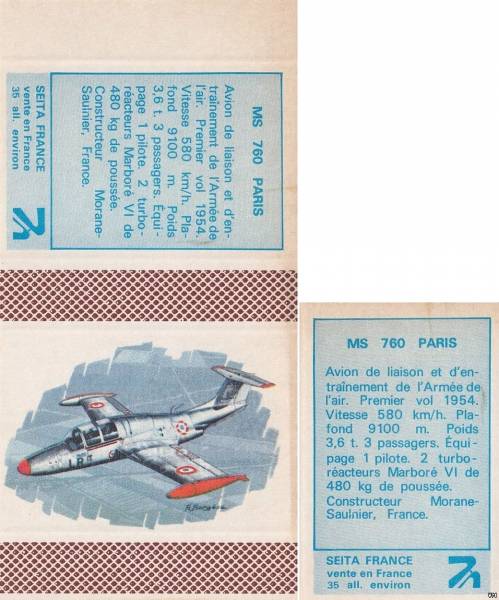 MS 760 PARIS
Avion de liaison et d'en-
traînement de l'Armée de
l'air. Premier vol 1954.
Vitesse 580 km/h. Pla-
fond 9100 m. Poids
3,6 t. 3 passagers. Équi-
page 1 pilote. 2 turbo-
réacteurs Marboré VI de
480 kg de poussée.
Constructeur Morane-
Saulnier, France.
SEITA FRANCE
vente en France
35 all. environ
MS 760 PARIS
Avion de liaison et d'en-
traînement de l'Armée de
l'air. Premier vol 1954.
Vitesse 580 km/h. Pla-
fond 9100 m. Poids
3,6 t. 3 passagers. Équi-
page 1 pilote. 2 turbo-
réacteurs Marboré VI de
480 kg de poussée.
Constructeur Morane-
Saulnier, France.
SEITA FRANCE
vente en France
35 all. environ